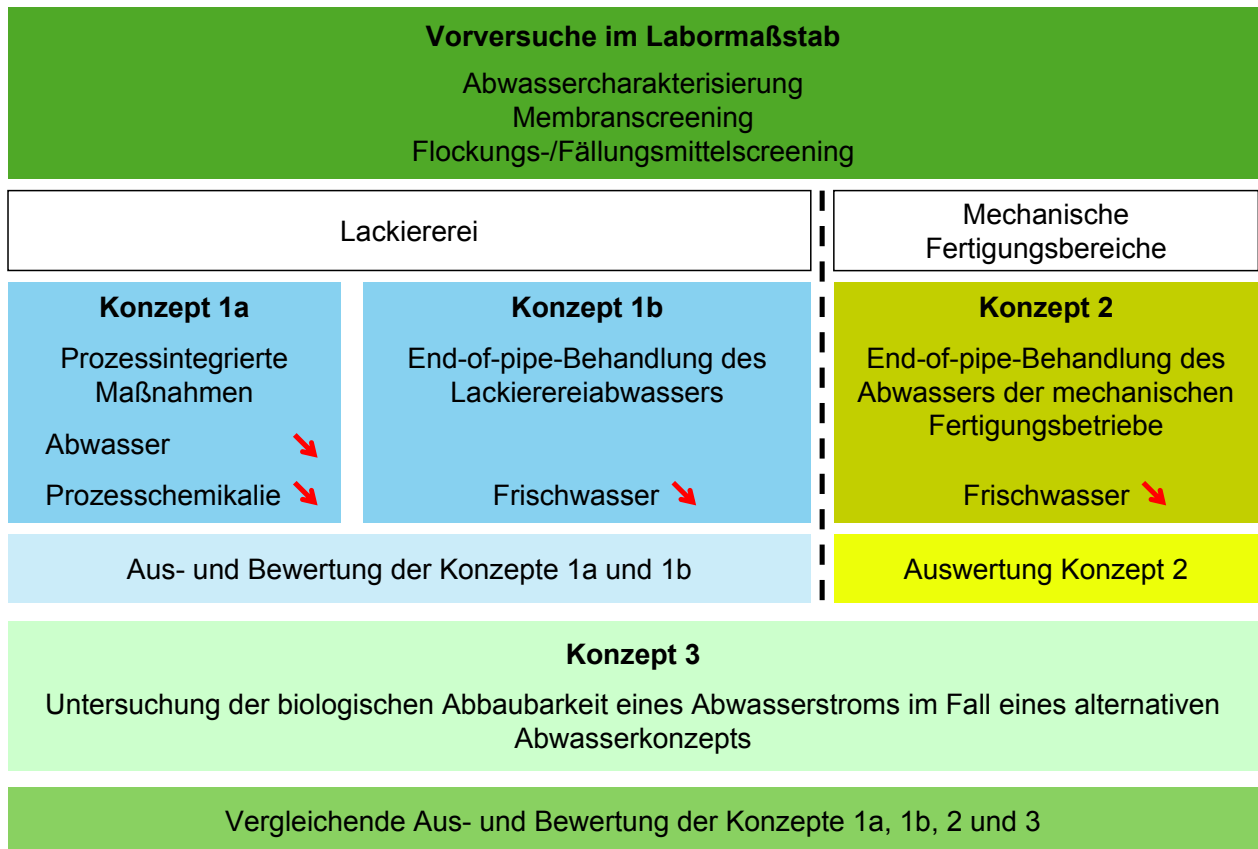 Vorversuche im Labormaßstab
Abwassercharakterisierung
Membranscreening
Flockungs-/Fällungsmittelscreening
Lackiererei
Mechanische
Fertigungsbereiche
Konzept 1a
Prozessintegrierte
Maßnahmen
Abwasser
Prozesschemikalie
Konzept 1b
End-of-pipe-Behandlung des
Lackierereiabwassers
Frischwasser
Konzept 2
End-of-pipe-Behandlung des
Abwassers der mechanischen
Fertigungsbetriebe
Frischwasser
Aus- und Bewertung der Konzepte 1a und 1b
Auswertung Konzept 2
Konzept 3
Untersuchung der biologischen Abbaubarkeit eines Abwasserstroms im Fall eines alternativen
Abwasserkonzepts
Vergleichende Aus- und Bewertung der Konzepte 1a, 1b, 2 und 3